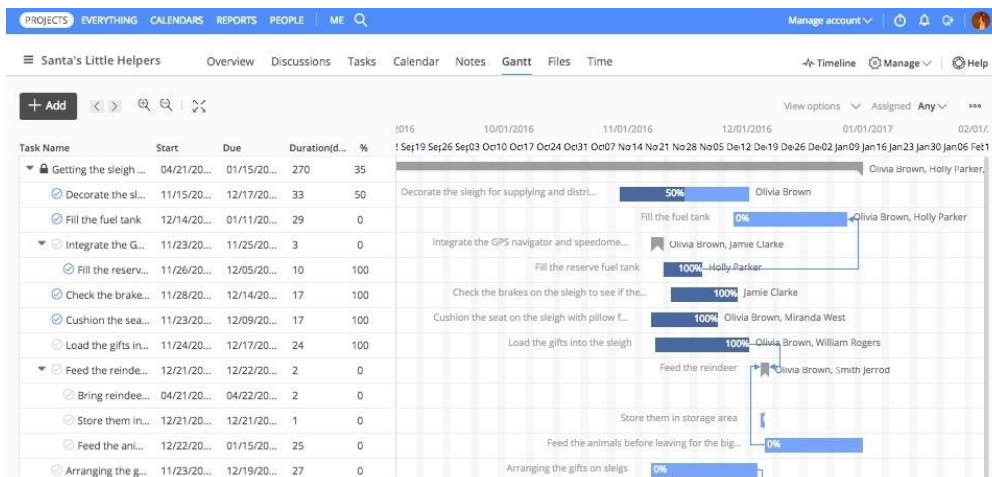 PROJECTS EVERYTHING CALENDARS REPORTS PEOPLE ME Manage account
Santa's Little Helpers Overview Discussions Tasks Calendar Notes Gantt Files Time Timeline Manage Help
+ Add View options Assigned Any
10/01/2016 11/01/2016 12/01/2016 01/01/2017
Task Name Start Due Duration(d... %
Getting the sleigh ... 04/21/20... 01/15/20... 270 35 Olivia Brown, Holly Parker,
Decorate the sl... 11/15/20... 12/17/20... 33 50 Decorate the sleigh for supplying and distri... 50% Olivia Brown
Fill the fuel tank 12/14/20... 01/11/20... 29 0 Fill the fuel tank 0% Olivia Brown, Holly Parker
Integrate the G... 11/23/20... 11/25/20... 3 0 Integrate the GPS navigator and speedome... Olivia Brown, Jamie Clarke
Fill the reserv... 11/26/20... 12/05/20... 10 100 Fill the reserve fuel tank 100% Holly Parker
Check the brake... 11/28/20... 12/14/20... 17 100 Check the brakes on the sleigh to see if the... 100% Jamie Clarke
Cushion the sea... 11/23/20... 12/09/20... 17 100 Cushion the seat on the sleigh with pillow f... 100% Olivia Brown, Miranda West
Load the gifts in... 11/24/20... 12/17/20... 24 100 Load the gifts into the sleigh 100% Olivia Brown, William Rogers
Feed the reinde... 12/21/20... 12/22/20... 2 0 Feed the reindeer Olivia Brown, Smith Jerrod
Bring reindee... 04/21/20... 04/22/20... 2 0
Store them in... 12/21/20... 12/21/20... 1 0 Store them in storage area
Feed the ani... 12/22/20... 01/15/20... 25 0 Feed the animals before leaving for the big... 0%
Arranging the g... 11/23/20... 12/19/20... 27 0 Arranging the gifts on sleigs 0%